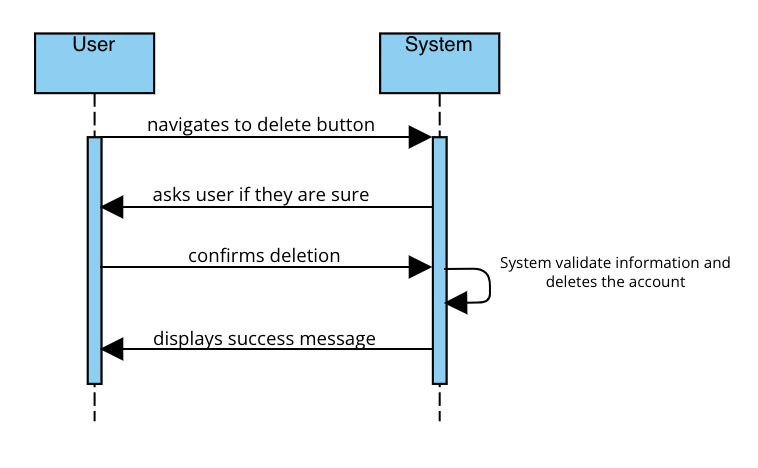 User
System
navigates to delete button
asks user if they are sure
confirms deletion
System validate information and
deletes the account
displays success message